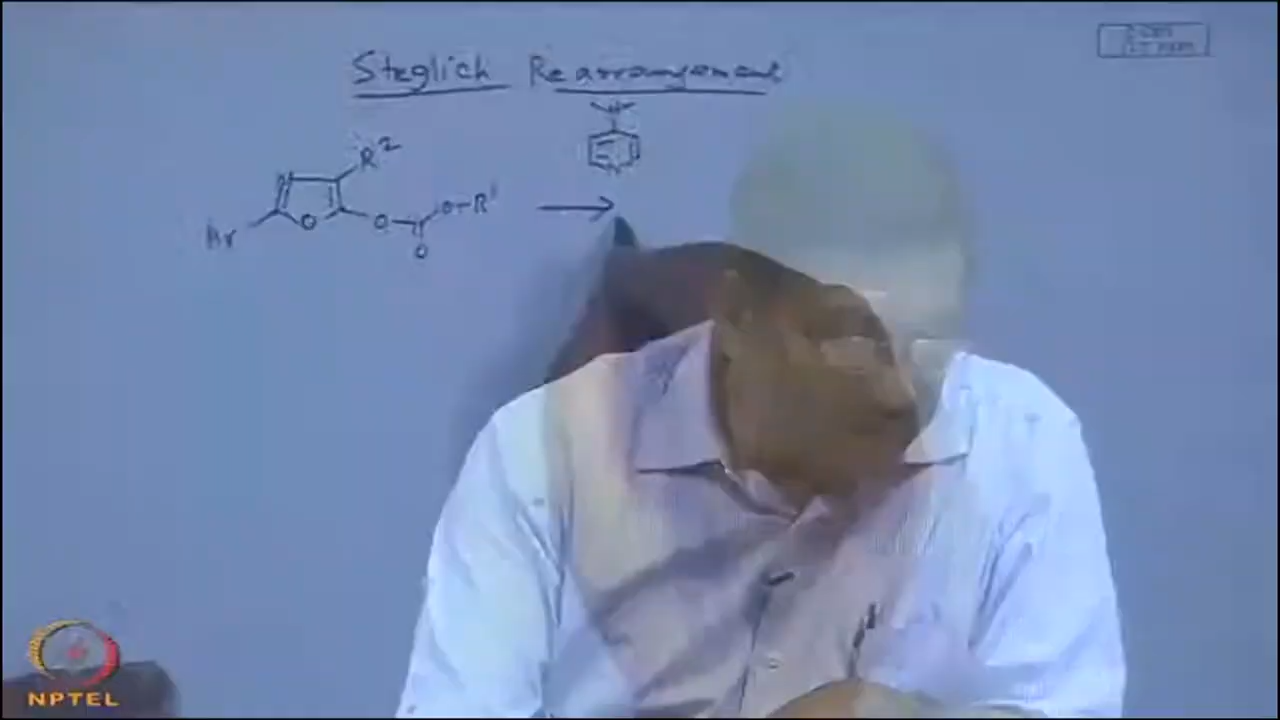 Steglich Rearrangement
N
R²
N
Ar
O
O
O-R¹
O
NPTEL